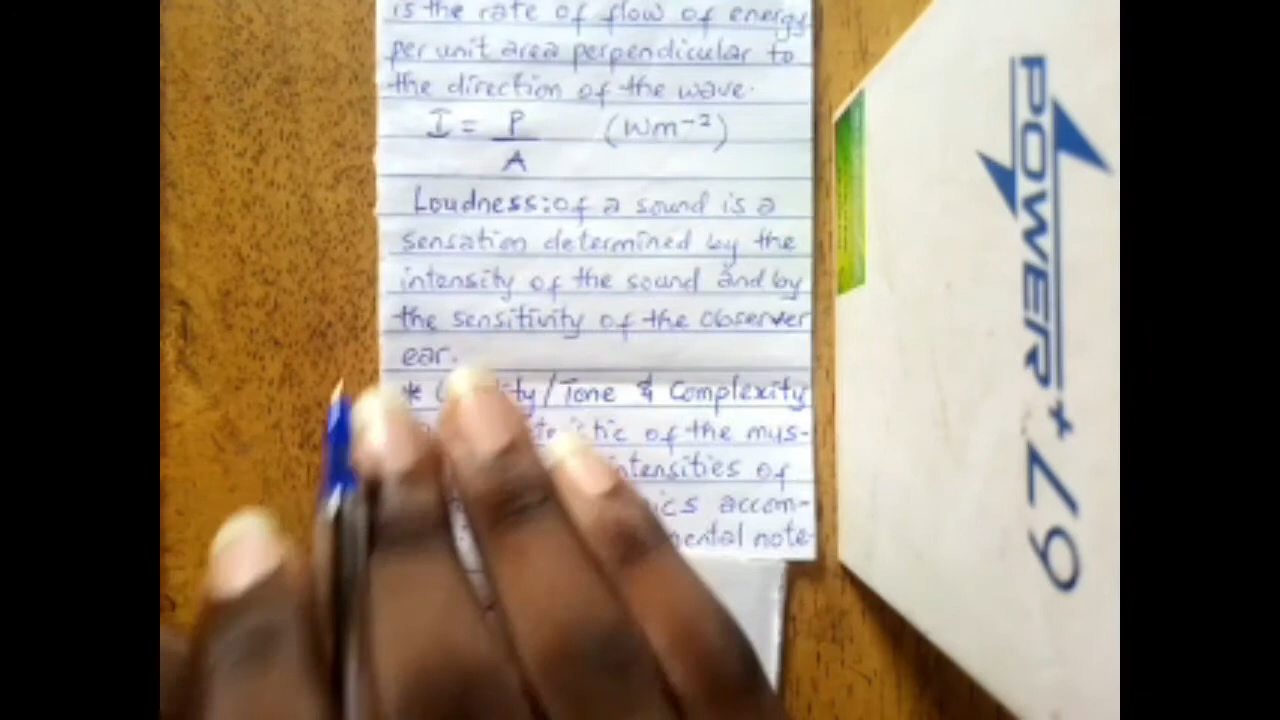 is the rate of flow of energy
per unit area perpendicular to
the direction of the wave.
I = P/A (Wm⁻²)
Loudness: of a sound is a
sensation determined by the
intensity of the sound and by
the sensitivity of the observer
ear.
* /Tone & Complexity
of the mus-
intensities of
accom-
note.
POWER+ L9